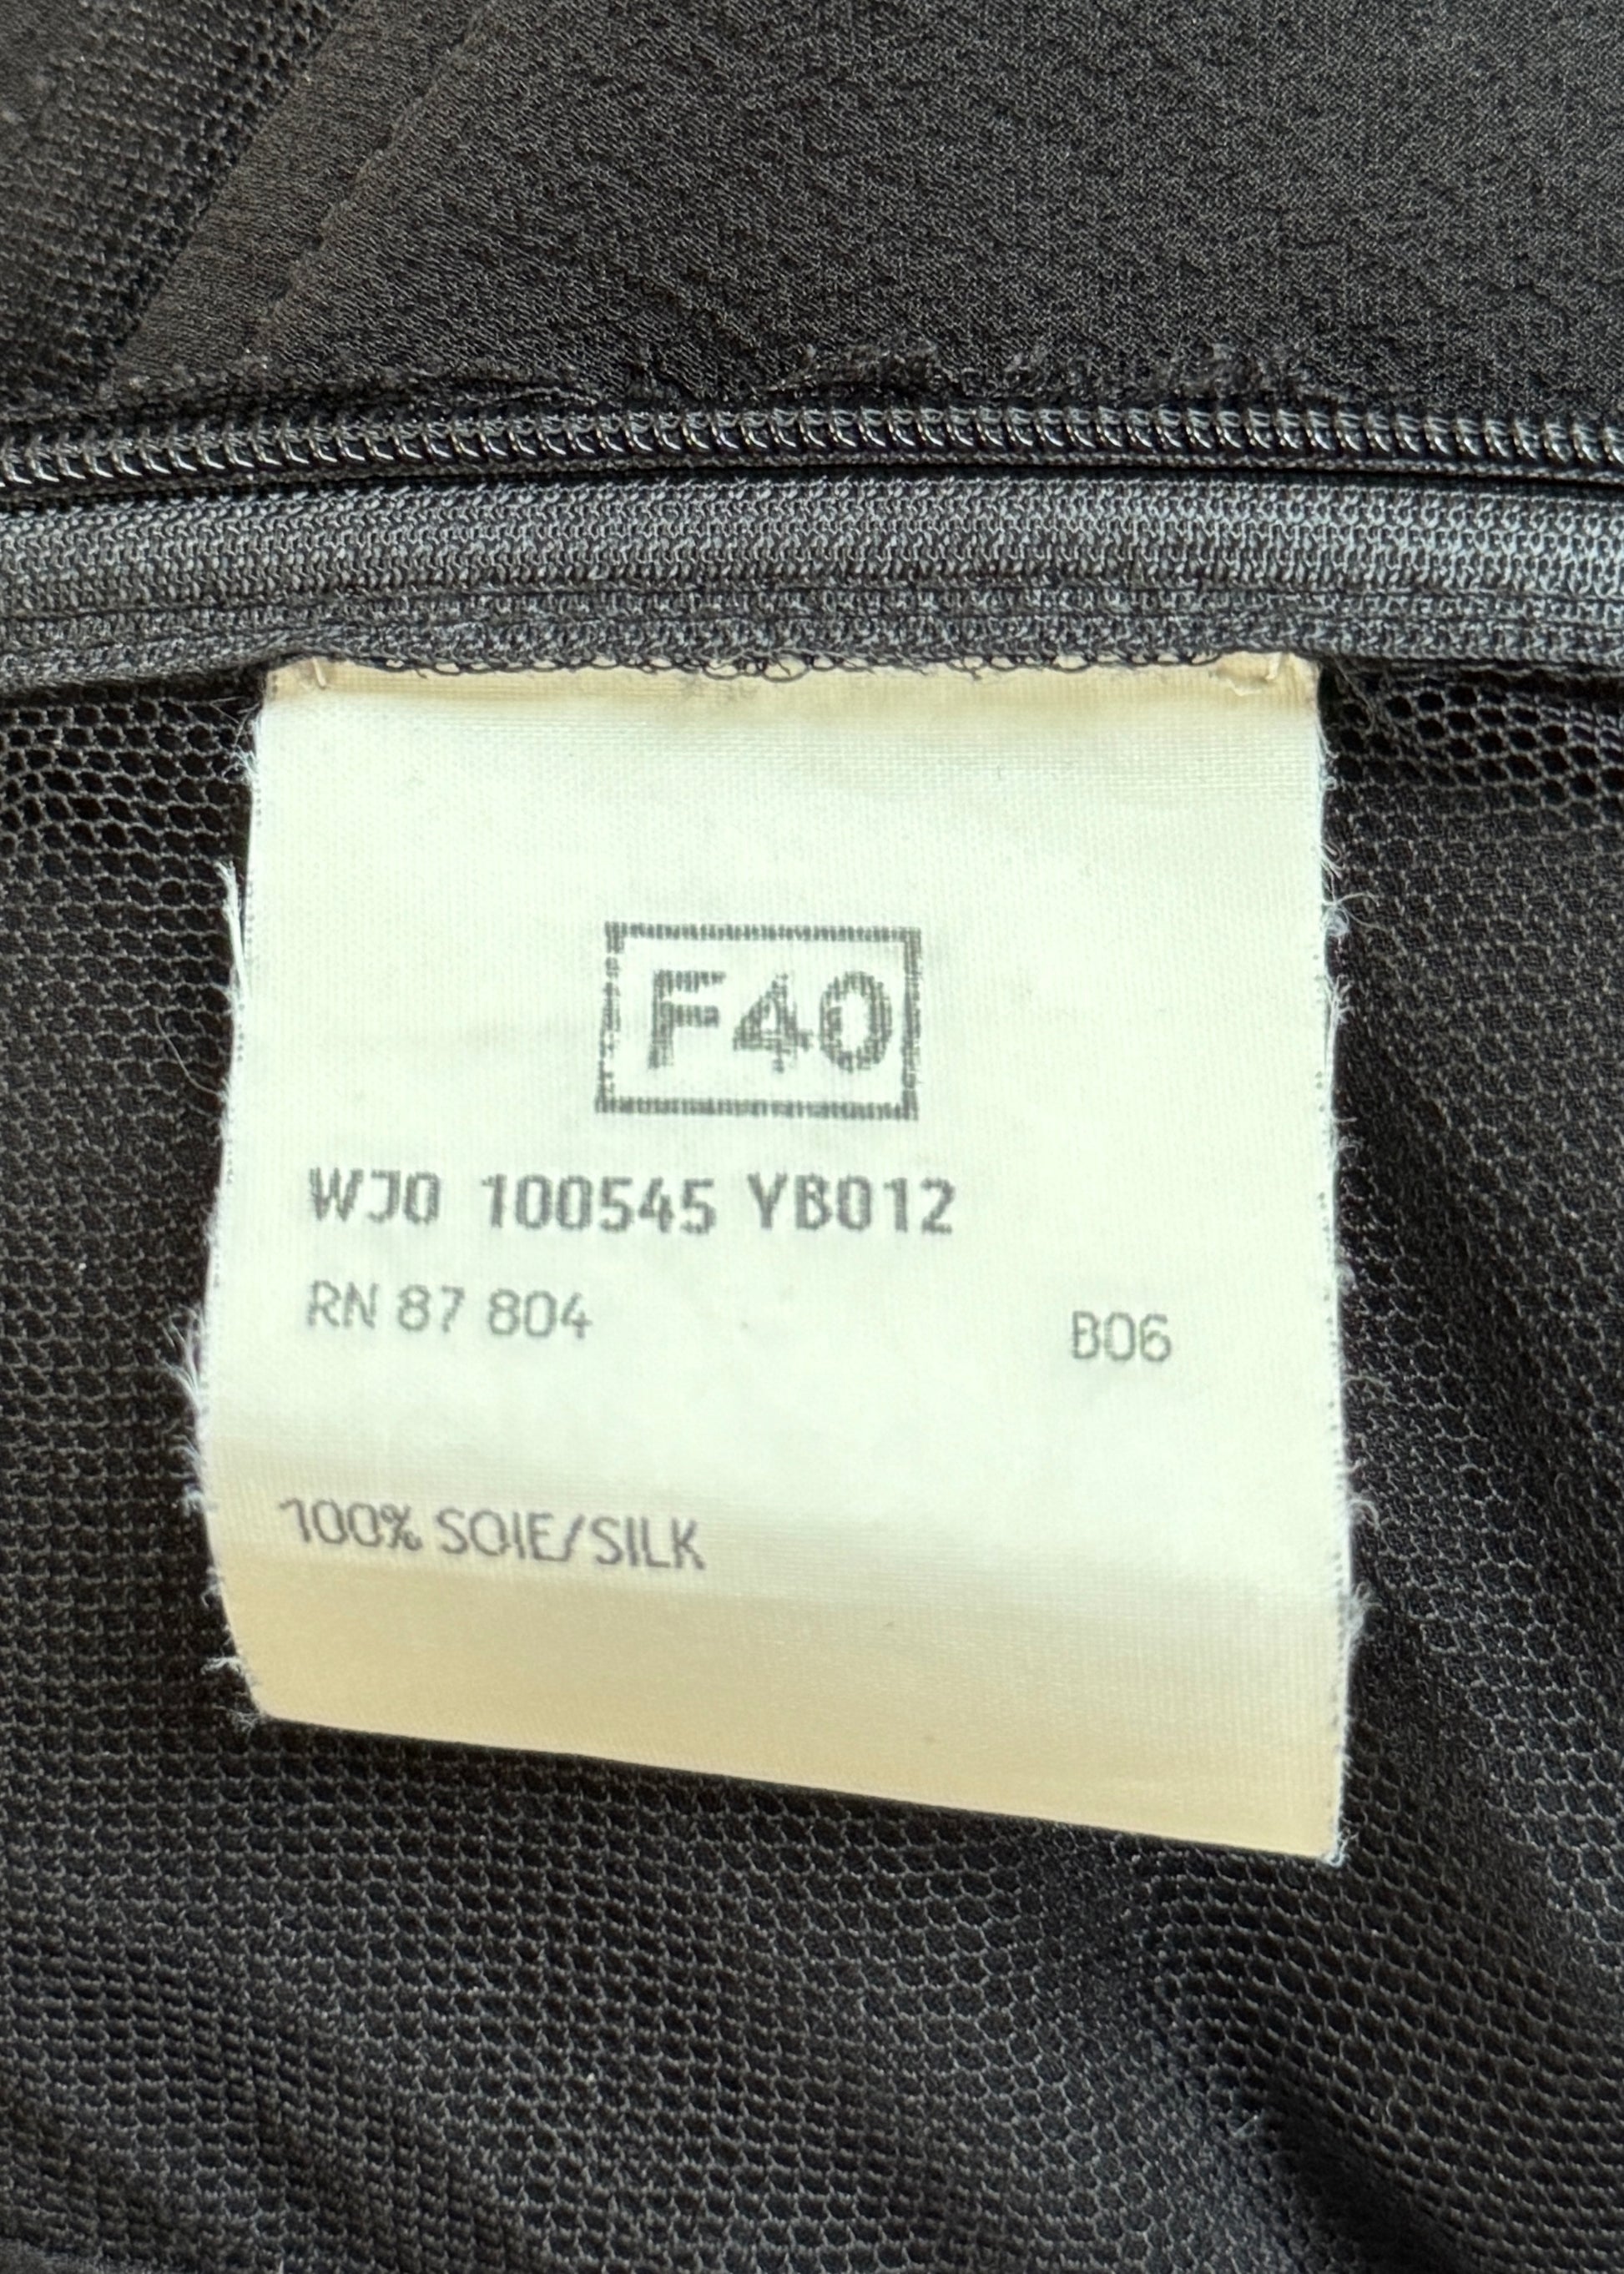 F40
WJ0 100545 YB012
RN 87 804 B06
100% SOIE/SILK